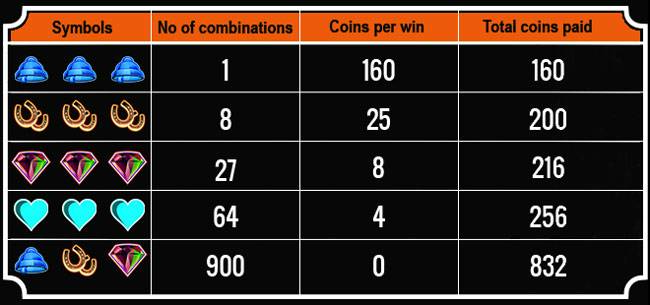 Symbols No of combinations Coins per win Total coins paid
1 160 160
8 25 200
27 8 216
64 4 256
900 0 832